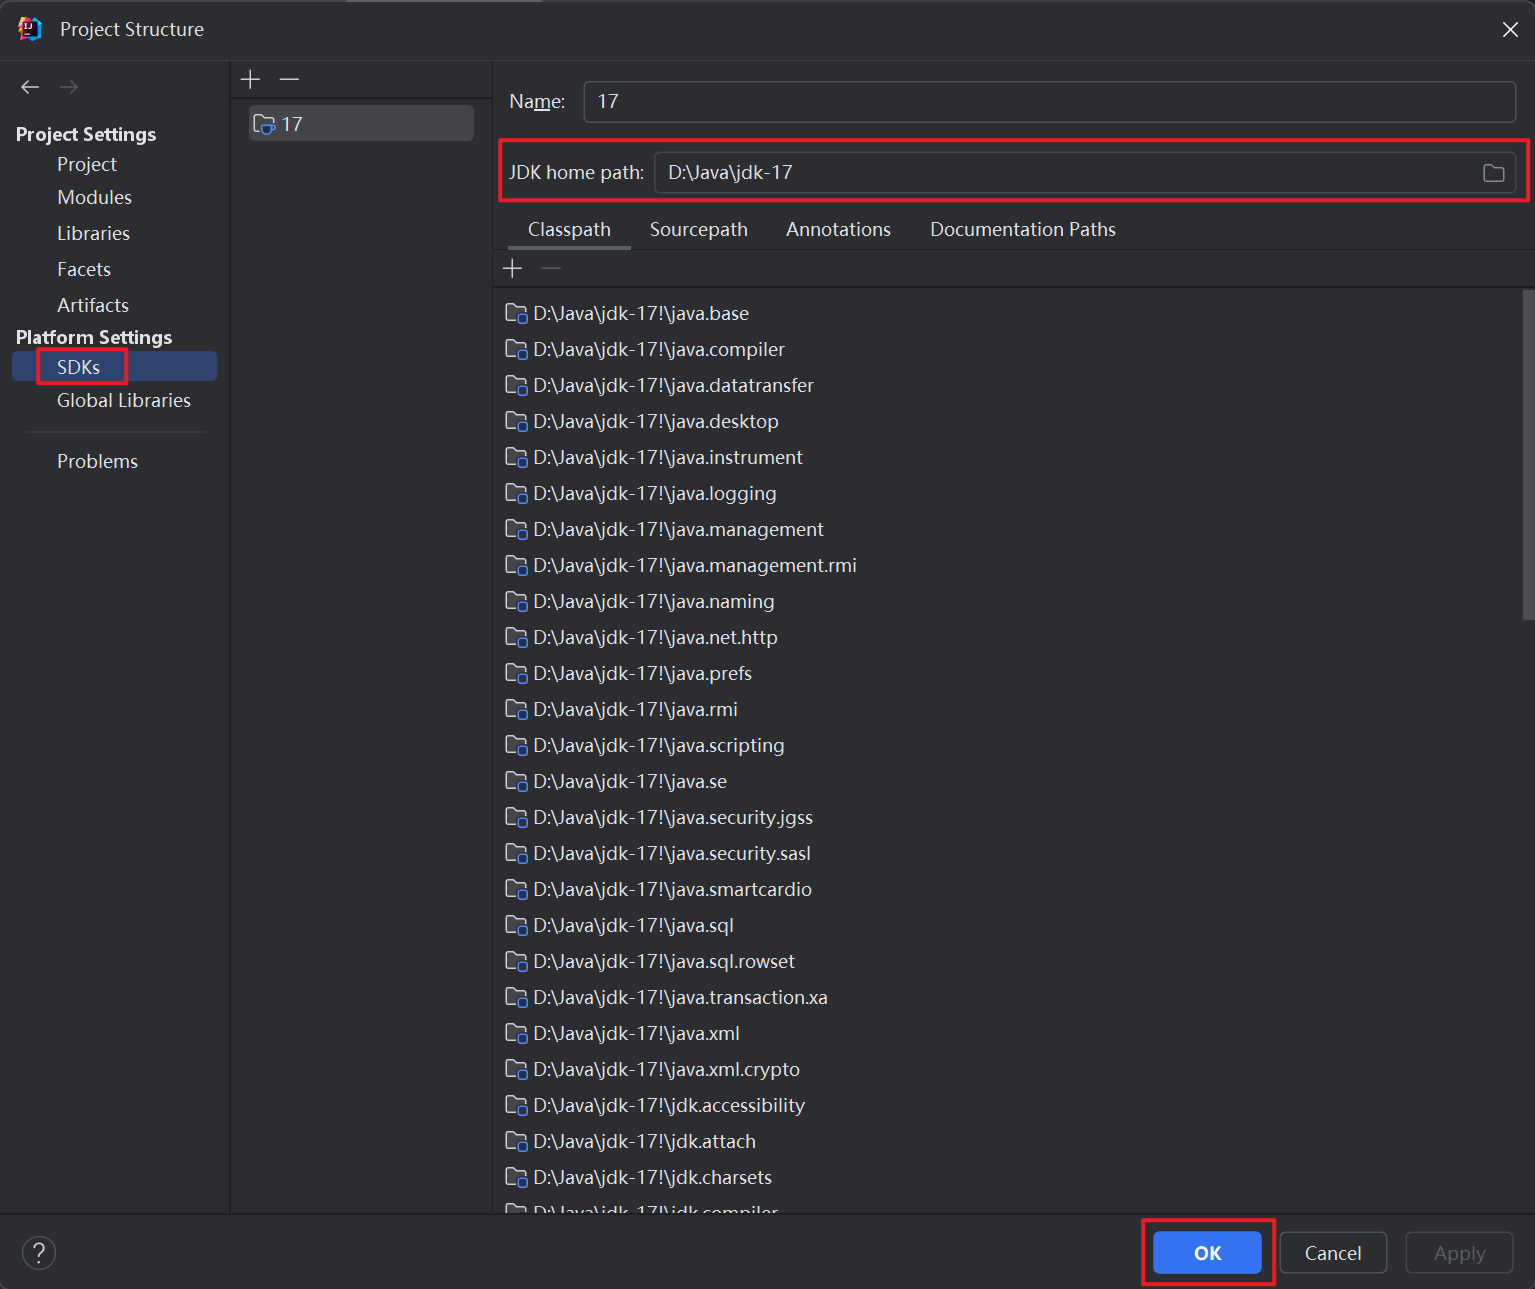 Project Structure
Project Settings
Project
Modules
Libraries
Facets
Artifacts
Platform Settings
SDKs
Global Libraries
Problems
17
Name: 17
JDK home path: D:\Java\jdk-17
Classpath Sourcepath Annotations Documentation Paths
D:\Java\jdk-17!\java.base
D:\Java\jdk-17!\java.compiler
D:\Java\jdk-17!\java.datatransfer
D:\Java\jdk-17!\java.desktop
D:\Java\jdk-17!\java.instrument
D:\Java\jdk-17!\java.logging
D:\Java\jdk-17!\java.management
D:\Java\jdk-17!\java.management.rmi
D:\Java\jdk-17!\java.naming
D:\Java\jdk-17!\java.net.http
D:\Java\jdk-17!\java.prefs
D:\Java\jdk-17!\java.rmi
D:\Java\jdk-17!\java.scripting
D:\Java\jdk-17!\java.se
D:\Java\jdk-17!\java.security.jgss
D:\Java\jdk-17!\java.security.sasl
D:\Java\jdk-17!\java.smartcardio
D:\Java\jdk-17!\java.sql
D:\Java\jdk-17!\java.sql.rowset
D:\Java\jdk-17!\java.transaction.xa
D:\Java\jdk-17!\java.xml
D:\Java\jdk-17!\java.xml.crypto
D:\Java\jdk-17!\jdk.accessibility
D:\Java\jdk-17!\jdk.attach
D:\Java\jdk-17!\jdk.charsets
D:\Java\jdk-17!\jdk.compiler
? OK Cancel Apply